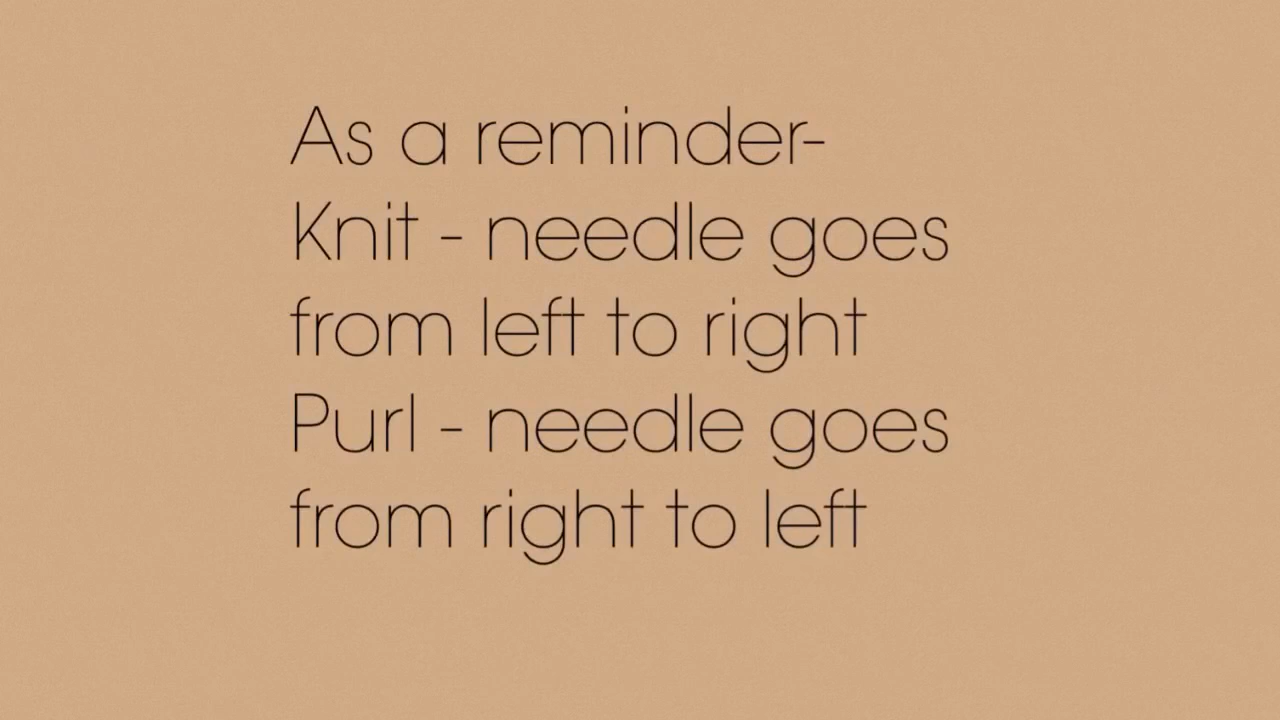 As a reminder-
Knit - needle goes
from left to right
Purl - needle goes
from right to left